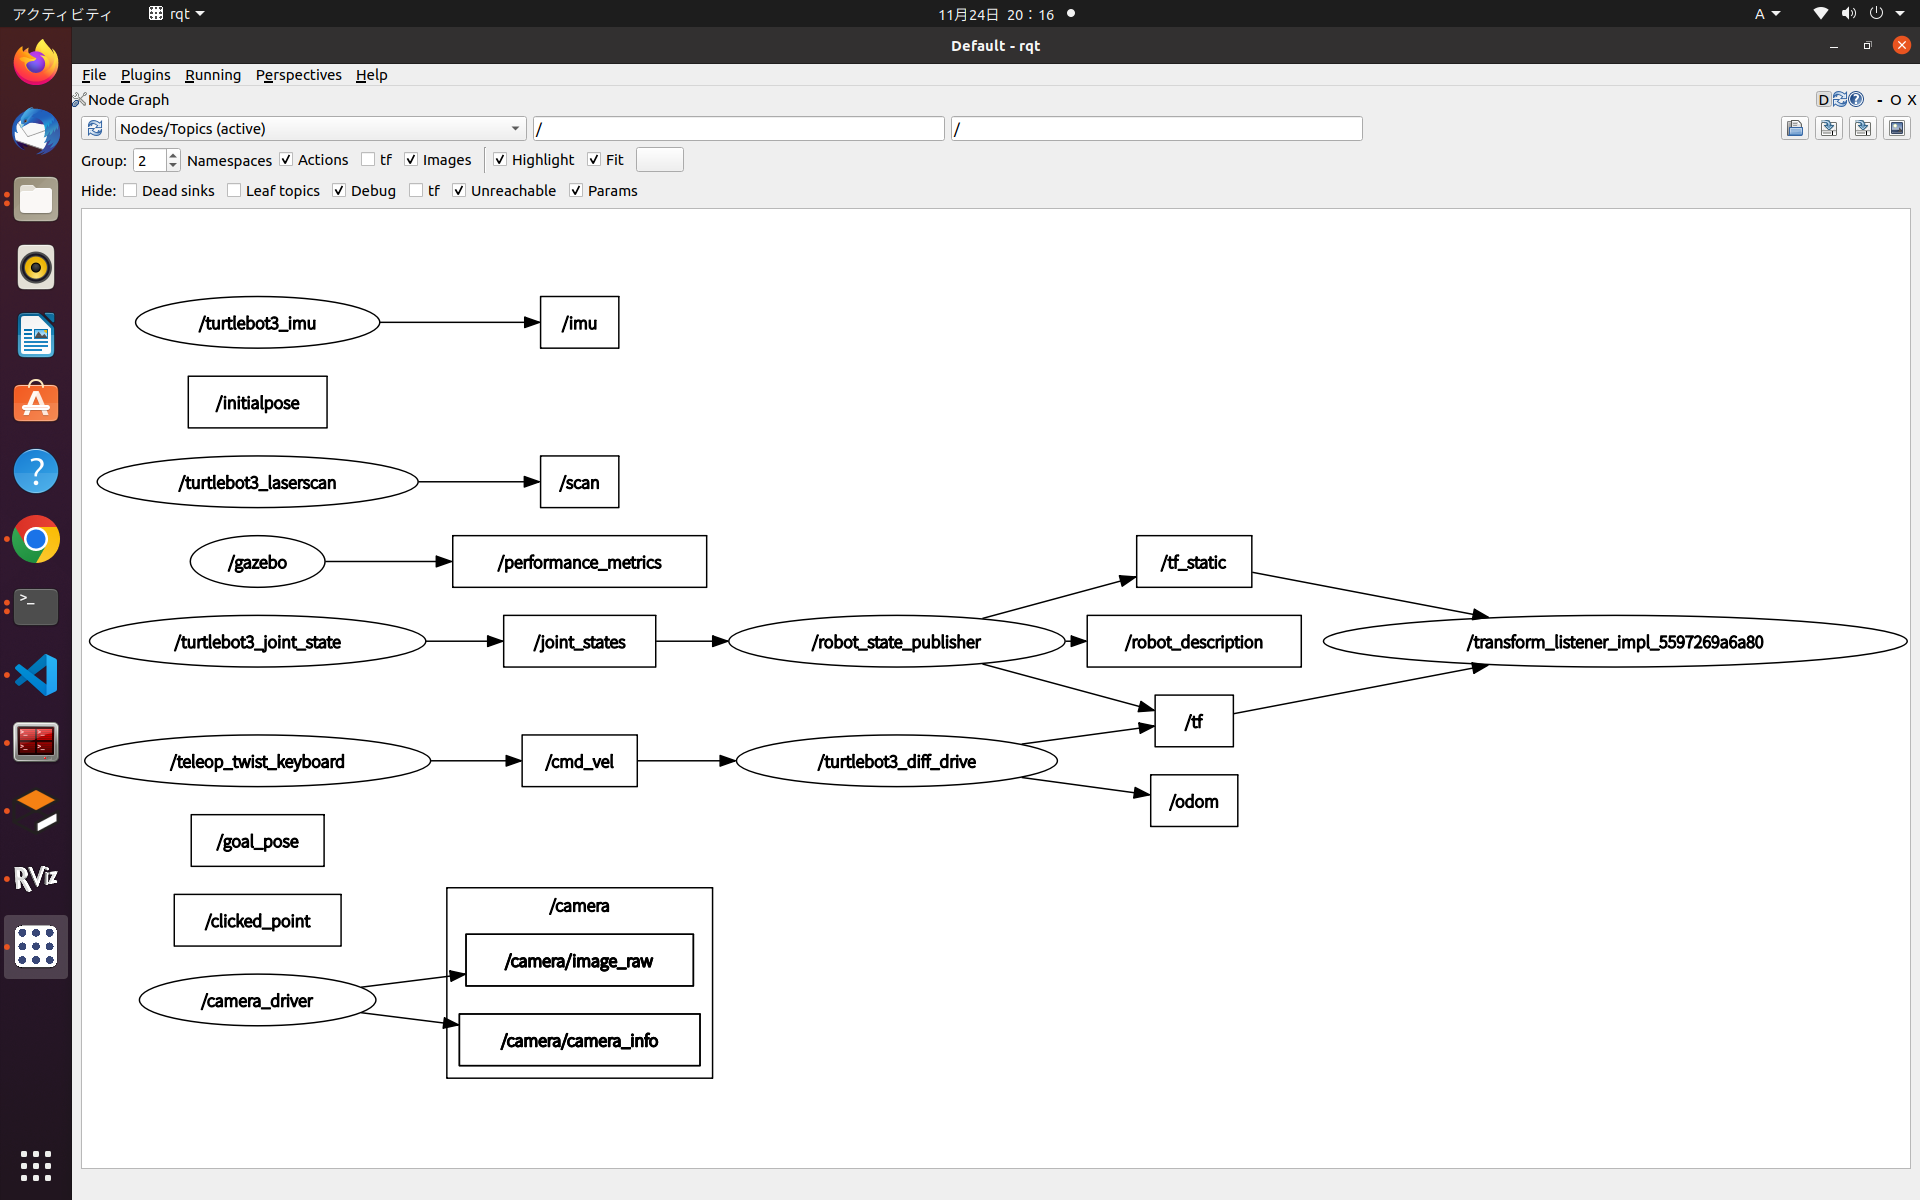 アクティビティ
rqt
11月24日 20：16
A
Default - rqt
File Plugins Running Perspectives Help
Node Graph
D
- O X
Nodes/Topics (active)
/
/
Group: 2 Namespaces Actions tf Images Highlight Fit
Hide: Dead sinks Leaf topics Debug tf Unreachable Params
/turtlebot3_imu
/imu
/initialpose
/turtlebot3_laserscan
/scan
/gazebo
/performance_metrics
/tf_static
/turtlebot3_joint_state
/joint_states
/robot_state_publisher
/robot_description
/transform_listener_impl_5597269a6a80
/tf
/teleop_twist_keyboard
/cmd_vel
/turtlebot3_diff_drive
/odom
/goal_pose
RViz
/clicked_point
/camera
/camera/image_raw
/camera_driver
/camera/camera_info